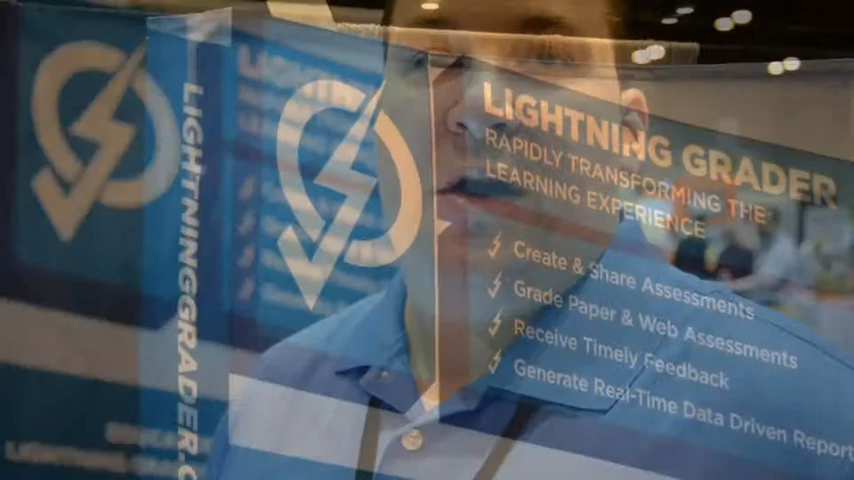 LIGHTNING GRADER
RAPIDLY TRANSFORMING THE
LEARNING EXPERIENCE
Create & Share Assessments
Grade Paper & Web Assessments
Receive Timely Feedback
Generate Real-Time Data Driven Report
LIGHTNINGGRADER.C